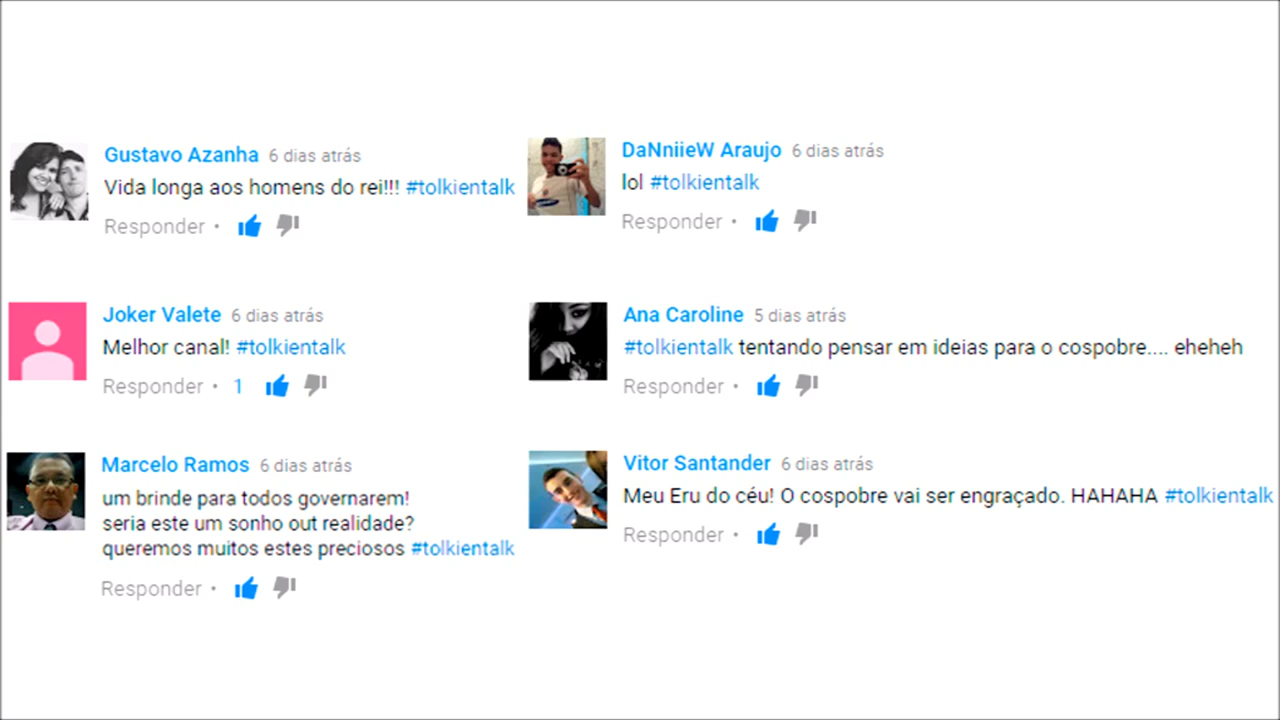 Gustavo Azanha 6 dias atrás
Vida longa aos homens do rei!!! #tolkientalk
Responder •
Joker Valete 6 dias atrás
Melhor canal! #tolkientalk
Responder • 1
Marcelo Ramos 6 dias atrás
um brinde para todos governarem!
seria este um sonho out realidade?
queremos muitos estes preciosos #tolkientalk
Responder •
DaNniieW Araujo 6 dias atrás
lol #tolkientalk
Responder •
Ana Caroline 5 dias atrás
#tolkientalk tentando pensar em ideias para o cospobre.... eheheh
Responder •
Vitor Santander 6 dias atrás
Meu Eru do céu! O cospobre vai ser engraçado. HAHAHA #tolkientalk
Responder •